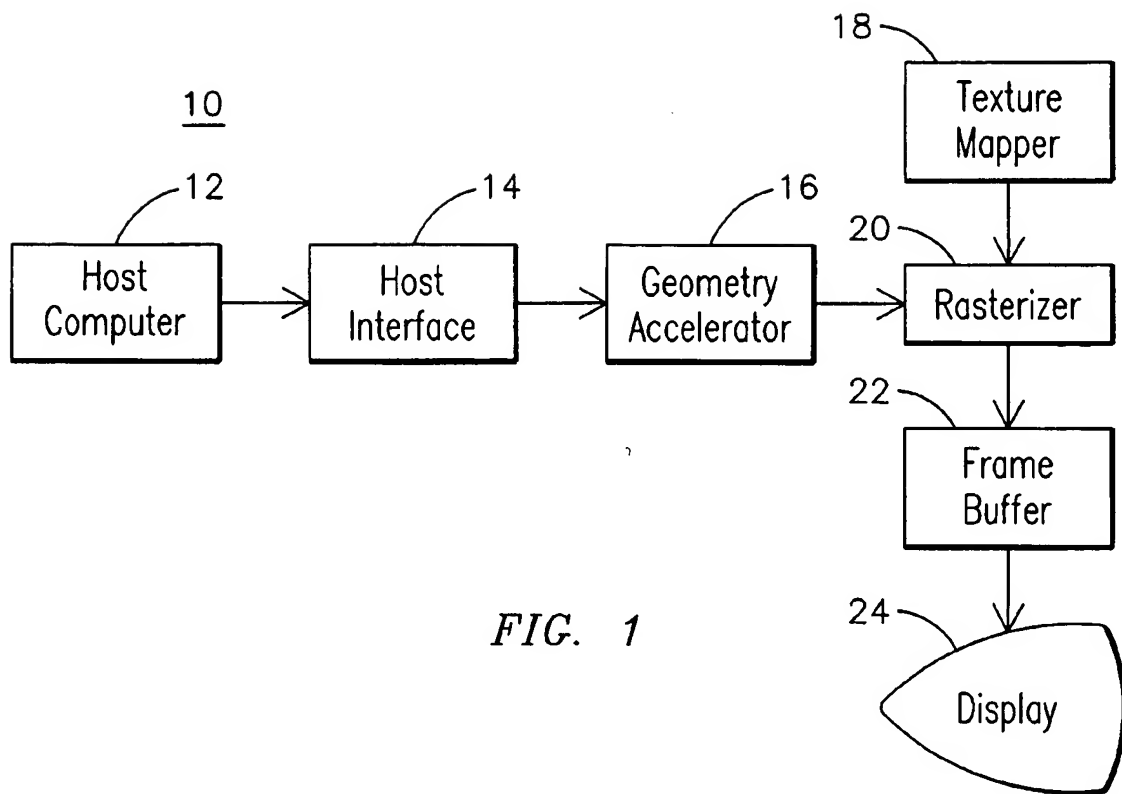 18
Texture
Mapper
10
12
14
16
20
Host
Computer
Host
Interface
Geometry
Accelerator
Rasterizer
22
Frame
Buffer
24
FIG. 1
Display